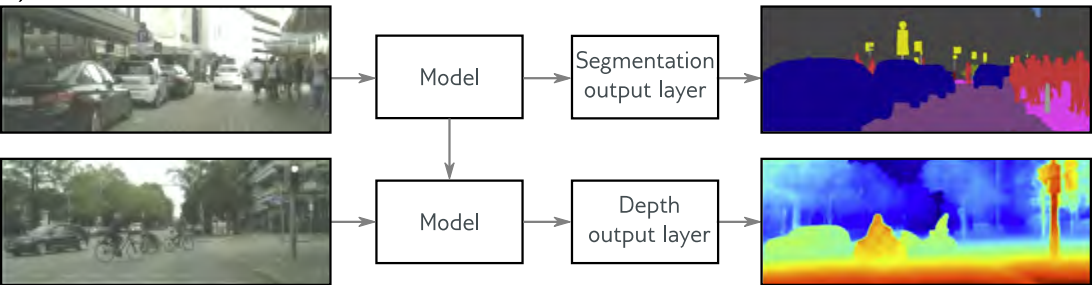 Model
Segmentation
output layer
Model
Depth
output layer